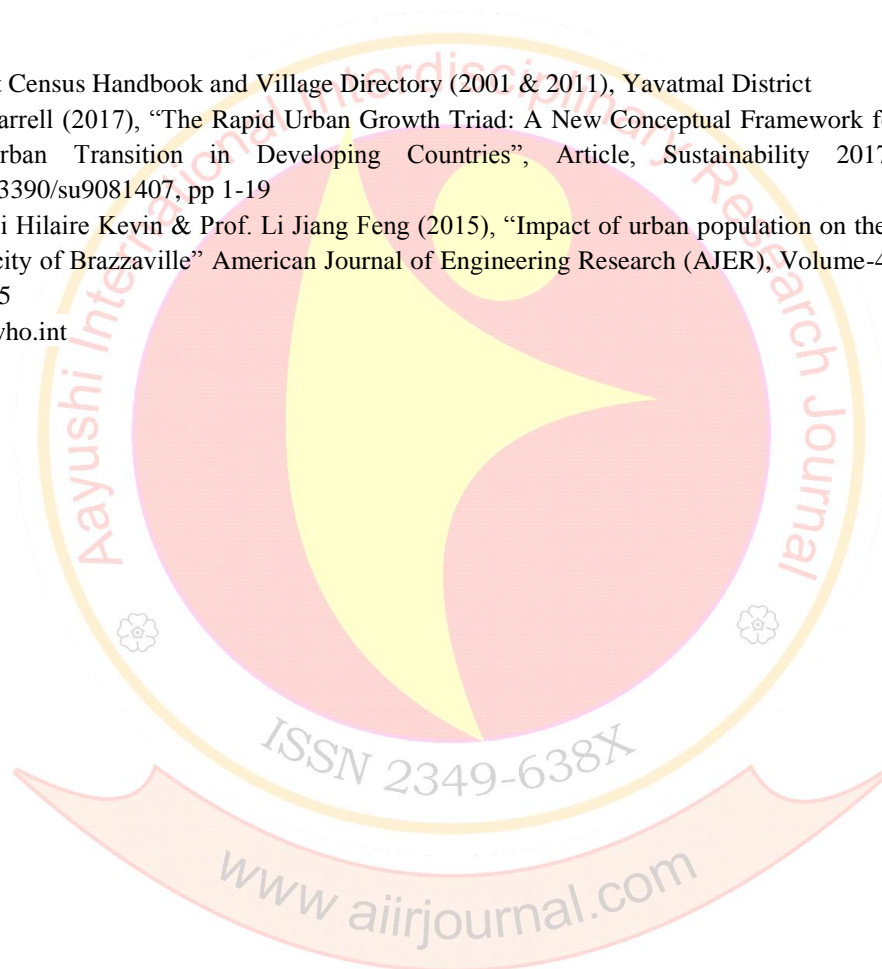 t Census Handbook and Village Directory (2001 & 2011), Yavatmal District
arrell (2017), “The Rapid Urban Growth Triad: A New Conceptual Framework f
rban Transition in Developing Countries”, Article, Sustainability 2017
3390/su9081407, pp 1-19
i Hilaire Kevin & Prof. Li Jiang Feng (2015), “Impact of urban population on the
city of Brazzaville” American Journal of Engineering Research (AJER), Volume-4
5
who.int
Aayushi International Interdisciplinary Research Journal
ISSN 2349-638X
www aiirjournal.com